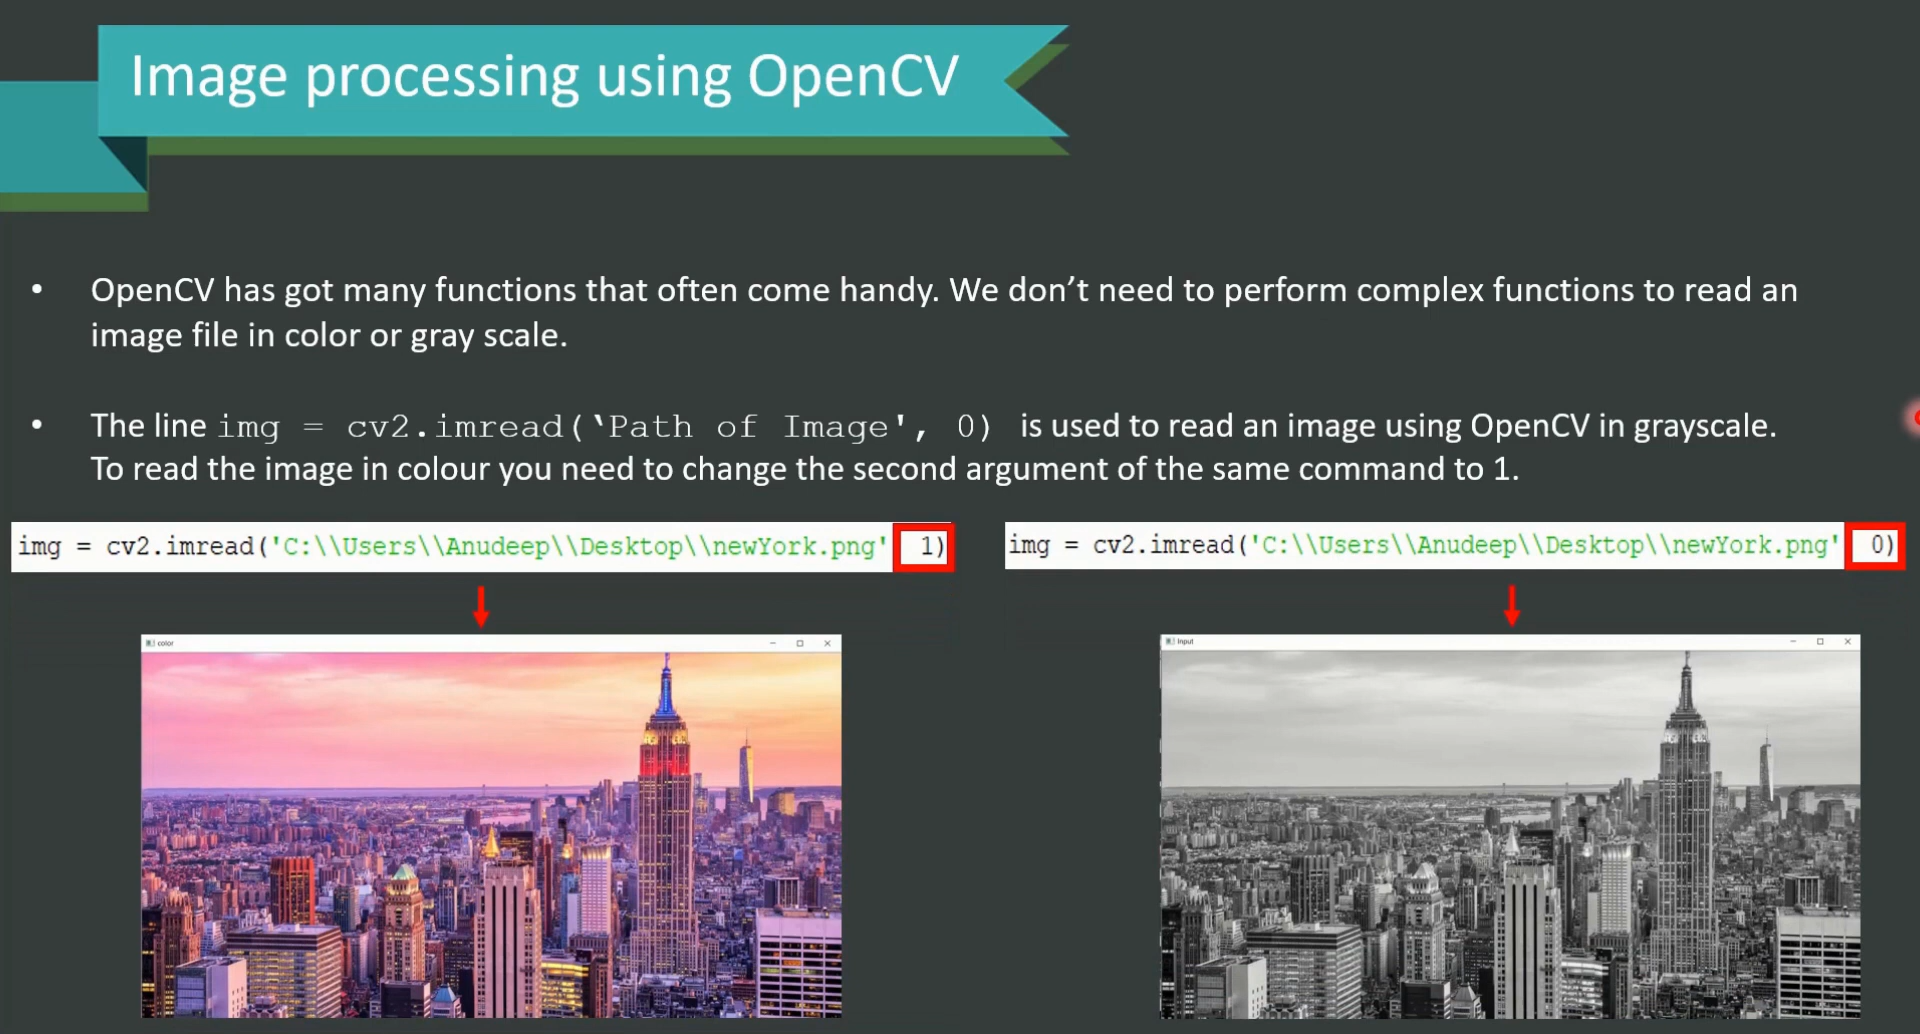 Image processing using OpenCV
• OpenCV has got many functions that often come handy. We don’t need to perform complex functions to read an
image file in color or gray scale.
• The line img = cv2.imread(‘Path of Image', 0) is used to read an image using OpenCV in grayscale.
To read the image in colour you need to change the second argument of the same command to 1.
img = cv2.imread('C:\\Users\\Anudeep\\Desktop\\newYork.png' 1)
img = cv2.imread('C:\\Users\\Anudeep\\Desktop\\newYork.png' 0)
color
Input